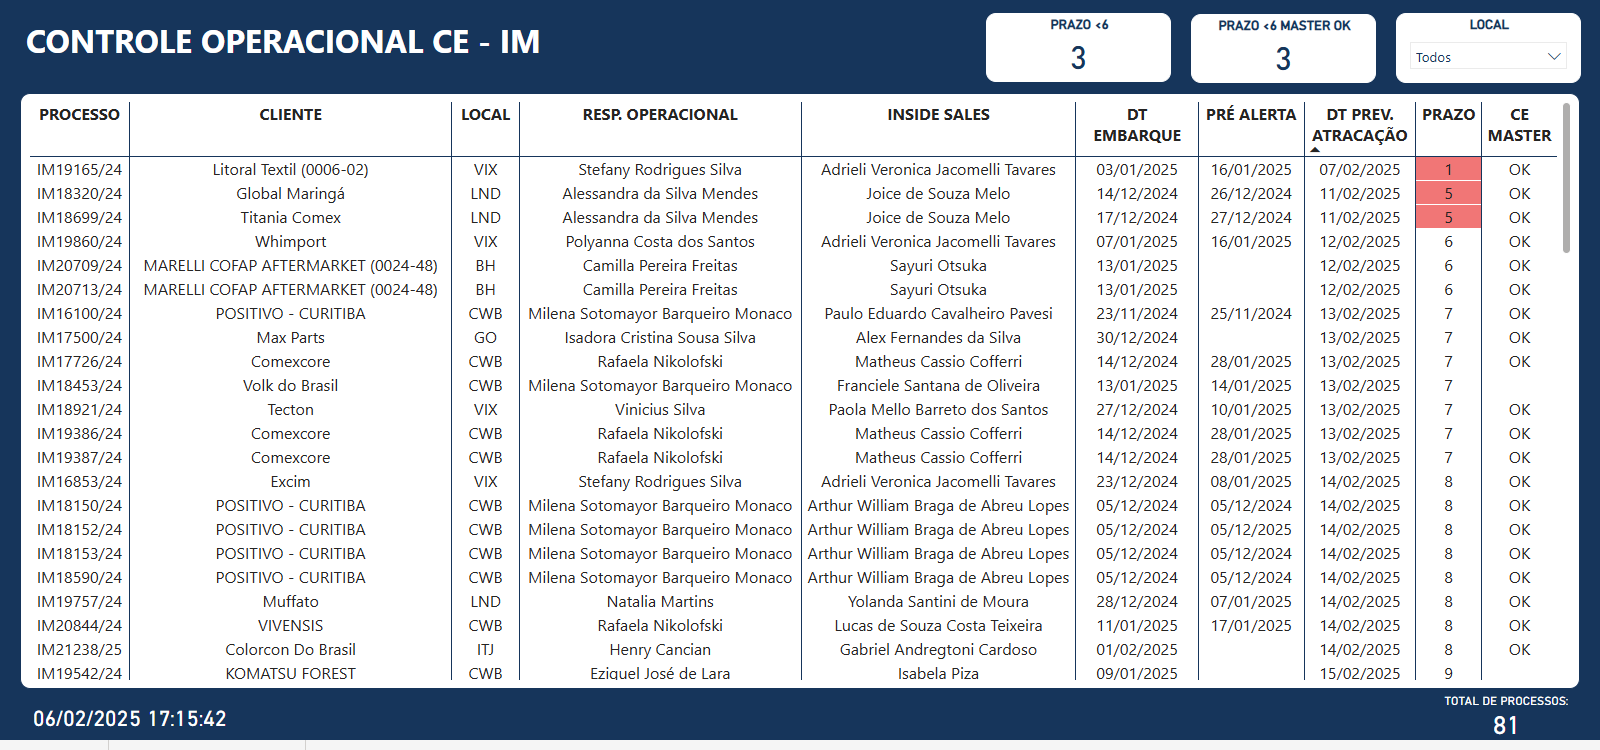 CONTROLE OPERACIONAL CE - IM
PRAZO <6
3
PRAZO <6 MASTER OK
3
LOCAL
Todos
PROCESSO CLIENTE LOCAL RESP. OPERACIONAL INSIDE SALES DT EMBARQUE PRÉ ALERTA DT PREV. ATRACAÇÃO PRAZO CE MASTER
IM19165/24 Litoral Textil (0006-02) VIX Stefany Rodrigues Silva Adrieli Veronica Jacomelli Tavares 03/01/2025 16/01/2025 07/02/2025 1 OK
IM18320/24 Global Maringá LND Alessandra da Silva Mendes Joice de Souza Melo 14/12/2024 26/12/2024 11/02/2025 5 OK
IM18699/24 Titania Comex LND Alessandra da Silva Mendes Joice de Souza Melo 17/12/2024 27/12/2024 11/02/2025 5 OK
IM19860/24 Whimport VIX Polyanna Costa dos Santos Adrieli Veronica Jacomelli Tavares 07/01/2025 16/01/2025 12/02/2025 6 OK
IM20709/24 MARELLI COFAP AFTERMARKET (0024-48) BH Camilla Pereira Freitas Sayuri Otsuka 13/01/2025 12/02/2025 6 OK
IM20713/24 MARELLI COFAP AFTERMARKET (0024-48) BH Camilla Pereira Freitas Sayuri Otsuka 13/01/2025 12/02/2025 6 OK
IM16100/24 POSITIVO - CURITIBA CWB Milena Sotomayor Barqueiro Monaco Paulo Eduardo Cavalheiro Pavesi 23/11/2024 25/11/2024 13/02/2025 7 OK
IM17500/24 Max Parts GO Isadora Cristina Sousa Silva Alex Fernandes da Silva 30/12/2024 13/02/2025 7 OK
IM17726/24 Comexcore CWB Rafaela Nikolofski Matheus Cassio Cofferri 14/12/2024 28/01/2025 13/02/2025 7 OK
IM18453/24 Volk do Brasil CWB Milena Sotomayor Barqueiro Monaco Franciele Santana de Oliveira 13/01/2025 14/01/2025 13/02/2025 7
IM18921/24 Tecton VIX Vinicius Silva Paola Mello Barreto dos Santos 27/12/2024 10/01/2025 13/02/2025 7 OK
IM19386/24 Comexcore CWB Rafaela Nikolofski Matheus Cassio Cofferri 14/12/2024 28/01/2025 13/02/2025 7 OK
IM19387/24 Comexcore CWB Rafaela Nikolofski Matheus Cassio Cofferri 14/12/2024 28/01/2025 13/02/2025 7 OK
IM16853/24 Excim VIX Stefany Rodrigues Silva Adrieli Veronica Jacomelli Tavares 23/12/2024 08/01/2025 14/02/2025 8 OK
IM18150/24 POSITIVO - CURITIBA CWB Milena Sotomayor Barqueiro Monaco Arthur William Braga de Abreu Lopes 05/12/2024 05/12/2024 14/02/2025 8 OK
IM18152/24 POSITIVO - CURITIBA CWB Milena Sotomayor Barqueiro Monaco Arthur William Braga de Abreu Lopes 05/12/2024 05/12/2024 14/02/2025 8 OK
IM18153/24 POSITIVO - CURITIBA CWB Milena Sotomayor Barqueiro Monaco Arthur William Braga de Abreu Lopes 05/12/2024 05/12/2024 14/02/2025 8 OK
IM18590/24 POSITIVO - CURITIBA CWB Milena Sotomayor Barqueiro Monaco Arthur William Braga de Abreu Lopes 05/12/2024 05/12/2024 14/02/2025 8 OK
IM19757/24 Muffato LND Natalia Martins Yolanda Santini de Moura 28/12/2024 07/01/2025 14/02/2025 8 OK
IM20844/24 VIVENSIS CWB Rafaela Nikolofski Lucas de Souza Costa Teixeira 11/01/2025 17/01/2025 14/02/2025 8 OK
IM21238/25 Colorcon Do Brasil ITJ Henry Cancian Gabriel Andregtoni Cardoso 01/02/2025 14/02/2025 8 OK
IM19542/24 KOMATSU FOREST CWB Eziquel José de Lara Isabela Piza 09/01/2025 15/02/2025 9
06/02/2025 17:15:42
TOTAL DE PROCESSOS:
81